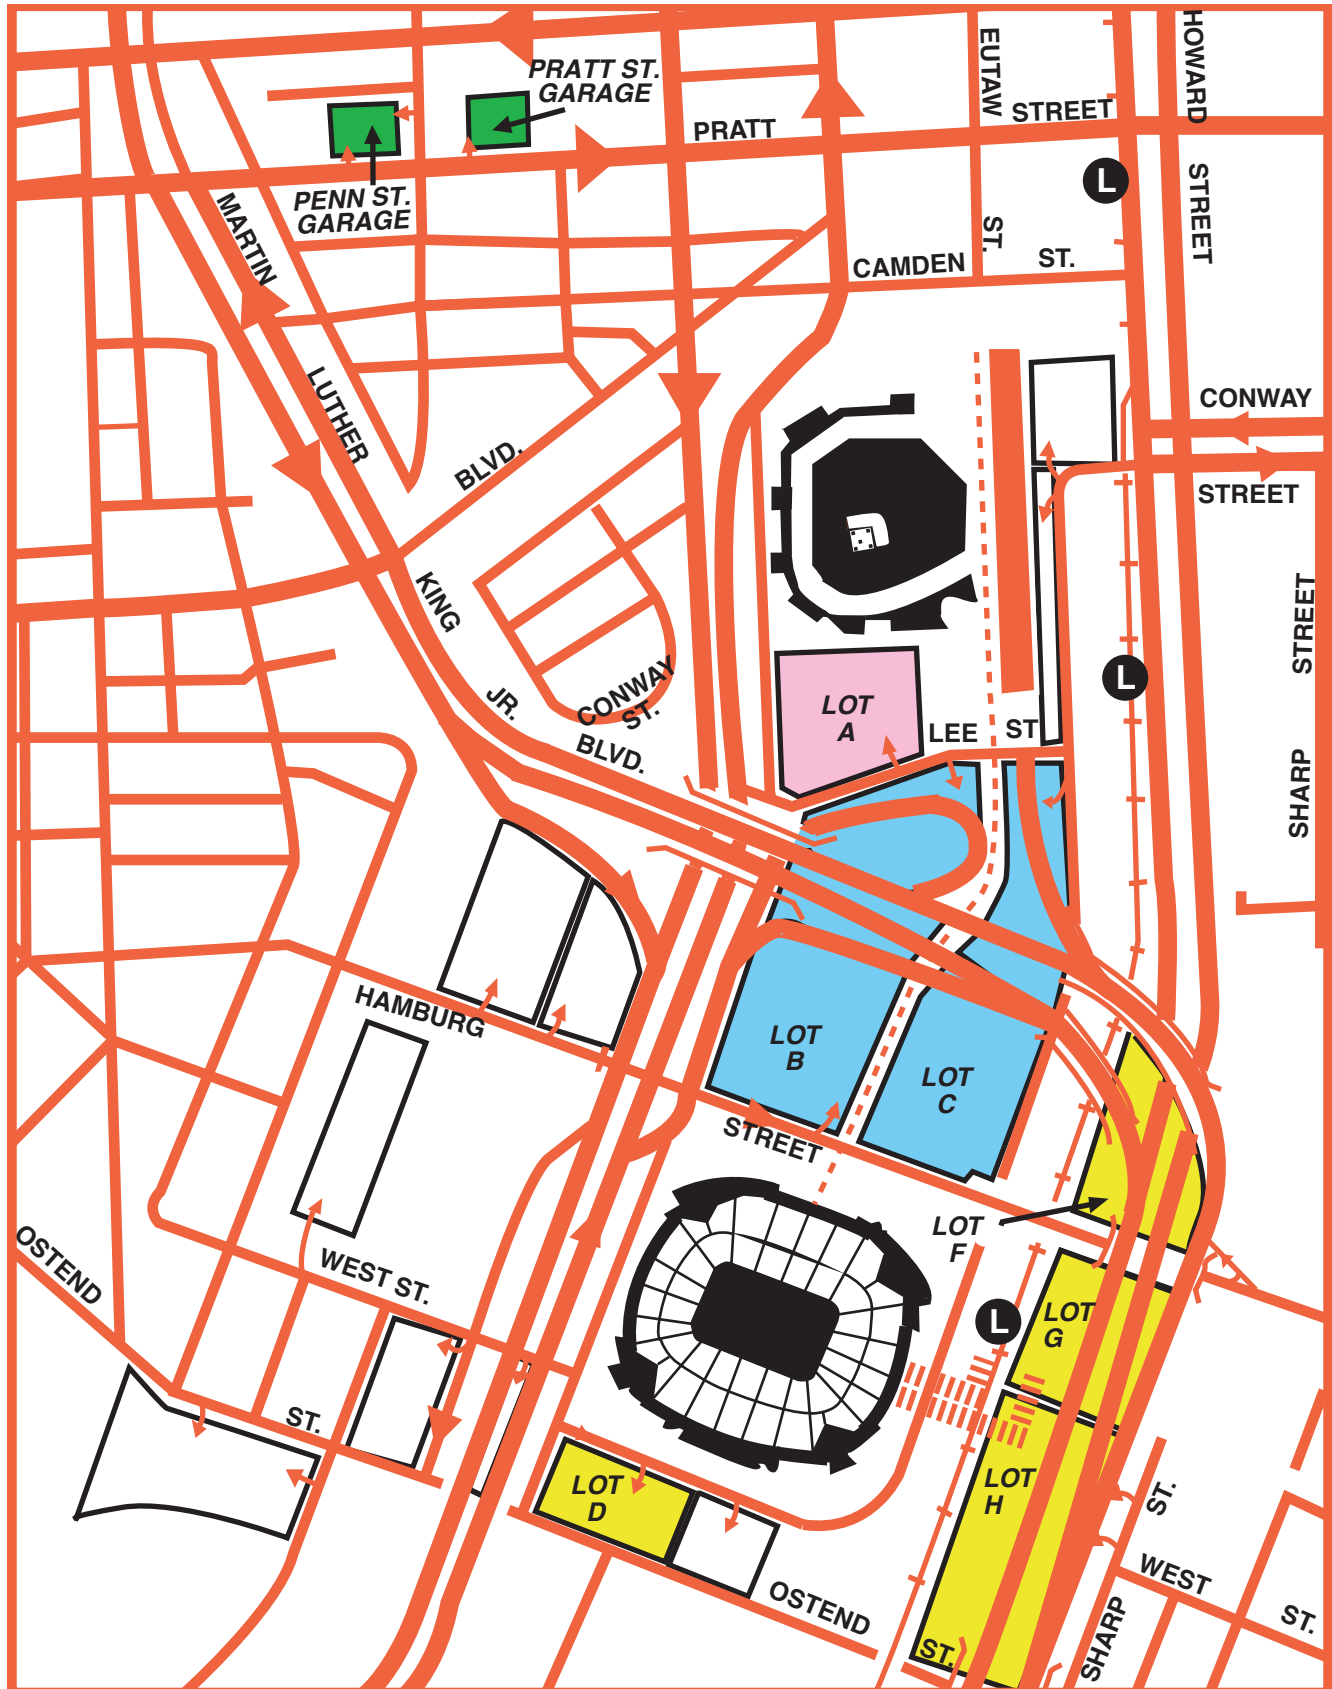 HOWARD
STREET
EUTAW
ST.
PRATT ST.
GARAGE
PRATT
STREET
L
PENN ST.
GARAGE
MARTIN
LUTHER
KING
JR.
BLVD.
CAMDEN
ST.
BLVD.
CONWAY
STREET
CONWAY
ST.
STREET
SHARP
L
LOT
A
LEE
ST
LOT
B
LOT
C
HAMBURG
STREET
LOT
F
L
LOT
G
LOT
H
OSTEND
ST.
WEST ST.
LOT
D
OSTEND
ST.
SHARP
ST.
WEST
ST.